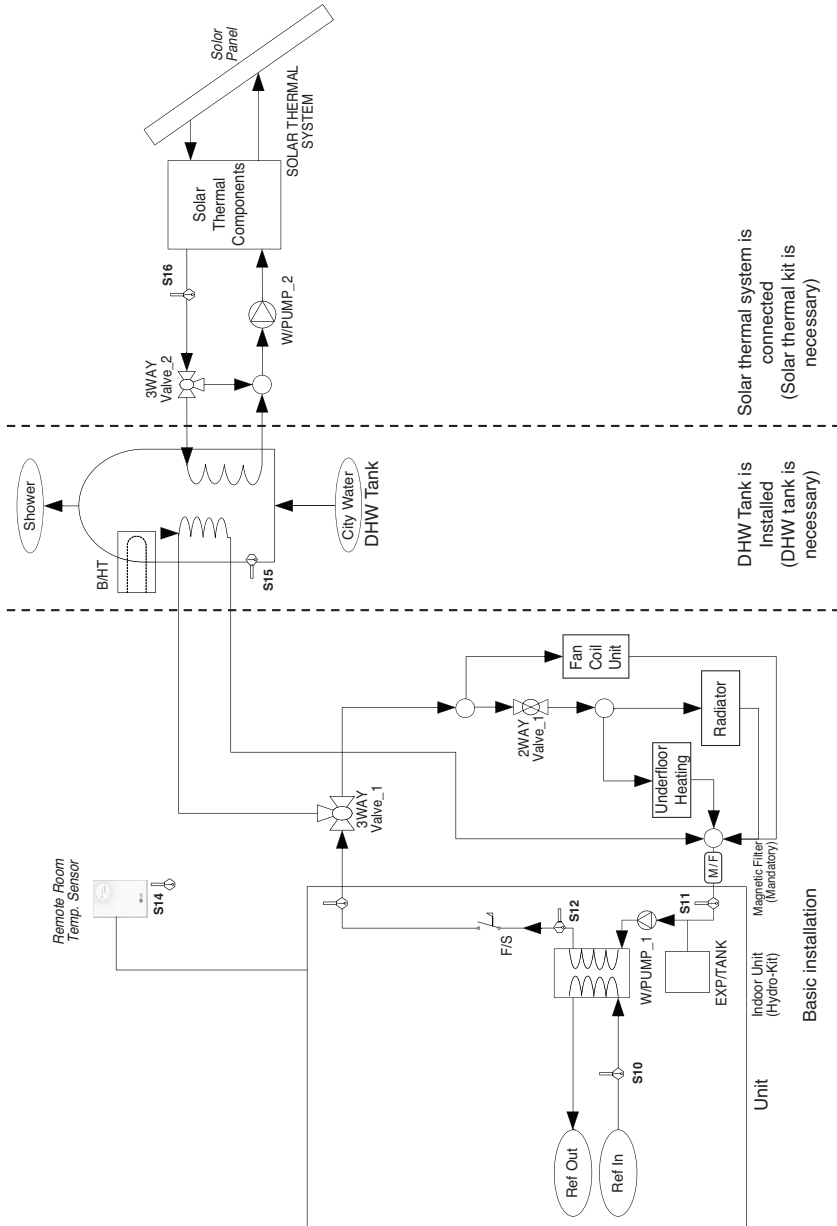 Solor
Panel
SOLAR THERMAL
SYSTEM
Solar
Thermal
Components
S16
W/PUMP_2
3WAY
Valve_2
Solar thermal system is
connected
(Solar thermal kit is
necessary)
Shower
B/HT
S15
City Water
DHW Tank
DHW Tank is
Installed
(DHW tank is
necessary)
Remote Room
Temp. Sensor
S14
3WAY
Valve_1
2WAY
Valve_1
Fan
Coil
Unit
Radiator
Underfloor
Heating
M/F
Magnetic Filter
(Mandatory)
F/S
S12
S11
W/PUMP_1
EXP/TANK
Indoor Unit
(Hydro-Kit)
S10
Ref Out
Ref In
Unit
Basic installation